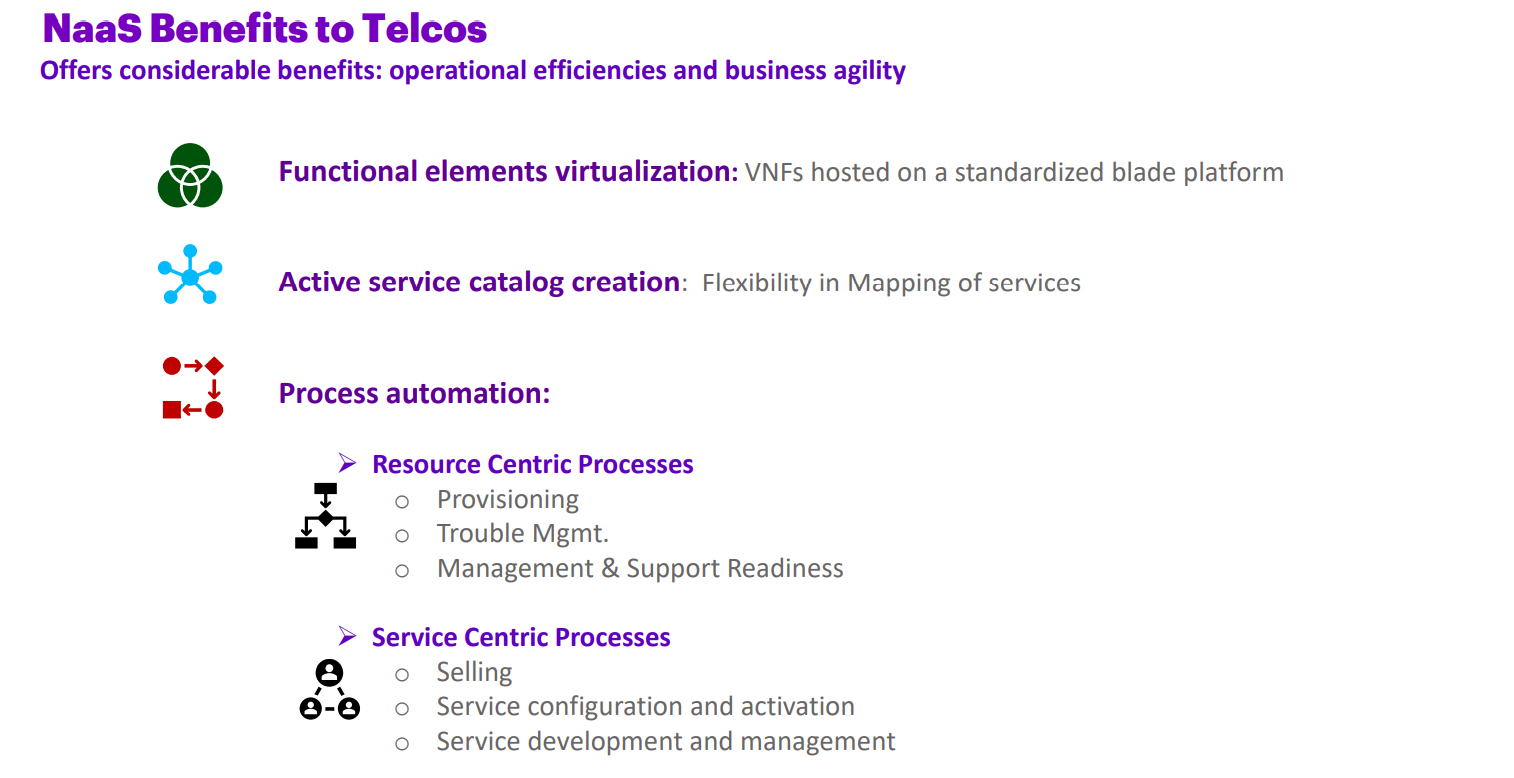 NaaS Benefits to Telcos
Offers considerable benefits: operational efficiencies and business agility
Functional elements virtualization: VNFs hosted on a standardized blade platform
Active service catalog creation: Flexibility in Mapping of services
Process automation:
➢ Resource Centric Processes
o Provisioning
o Trouble Mgmt.
o Management & Support Readiness
➢ Service Centric Processes
o Selling
o Service configuration and activation
o Service development and management